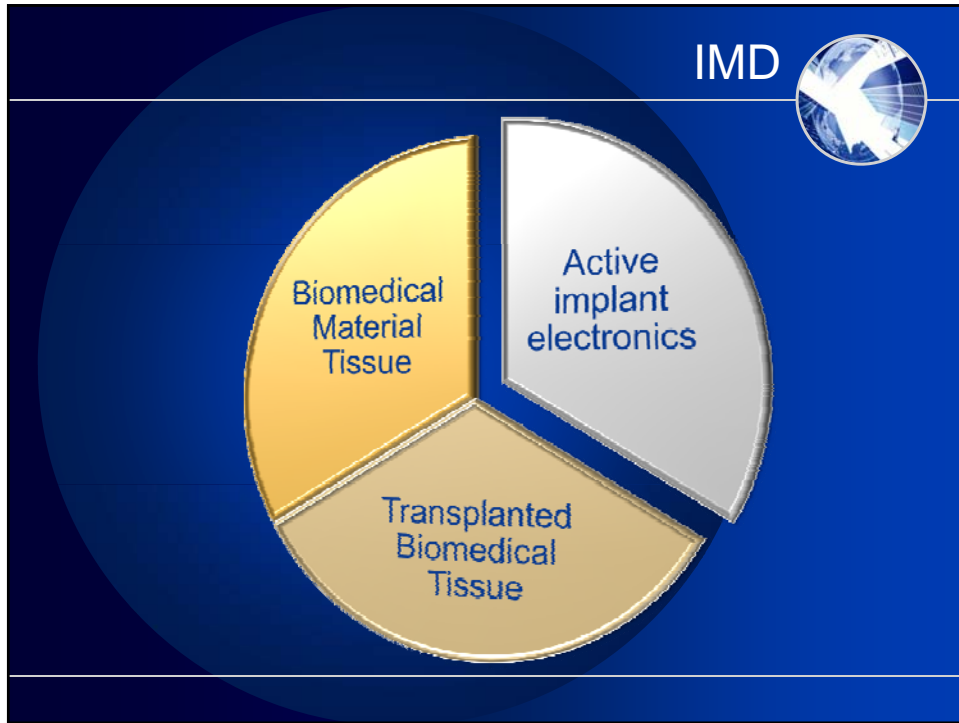 IMD
Biomedical
Material
Tissue
Active
implant
electronics
Transplanted
Biomedical
Tissue